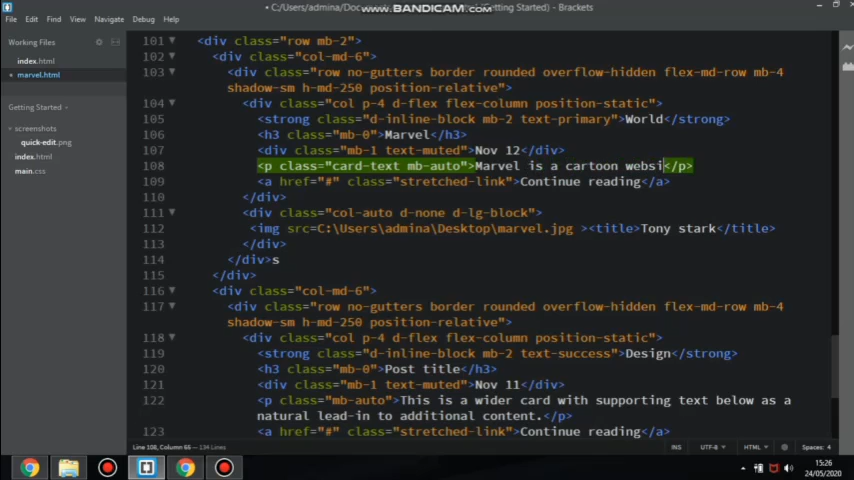 • C:/Users/admina/Docum www.BANDICAM.com (Getting Started) - Brackets
File Edit Find View Navigate Debug Help
Working Files
index.html
marvel.html
Getting Started
screenshots
quick-edit.png
index.html
main.css
101 <div class="row mb-2">
102 <div class="col-md-6">
103 <div class="row no-gutters border rounded overflow-hidden flex-md-row mb-4
shadow-sm h-md-250 position-relative">
104 <div class="col p-4 d-flex flex-column position-static">
105 <strong class="d-inline-block mb-2 text-primary">World</strong>
106 <h3 class="mb-0">Marvel</h3>
107 <div class="mb-1 text-muted">Nov 12</div>
108 <p class="card-text mb-auto">Marvel is a cartoon websi</p>
109 <a href="#" class="stretched-link">Continue reading</a>
110 </div>
111 <div class="col-auto d-none d-lg-block">
112 <img src=C:\Users\admina\Desktop\marvel.jpg ><title>Tony stark</title>
113 </div>
114 </div>s
115 </div>
116 <div class="col-md-6">
117 <div class="row no-gutters border rounded overflow-hidden flex-md-row mb-4
shadow-sm h-md-250 position-relative">
118 <div class="col p-4 d-flex flex-column position-static">
119 <strong class="d-inline-block mb-2 text-success">Design</strong>
120 <h3 class="mb-0">Post title</h3>
121 <div class="mb-1 text-muted">Nov 11</div>
122 <p class="mb-auto">This is a wider card with supporting text below as a
natural lead-in to additional content.</p>
123 <a href="#" class="stretched-link">Continue reading</a>
Line 108, Column 66 — 134 Lines INS UTF-8 HTML Spaces: 4
15:26
24/05/2020